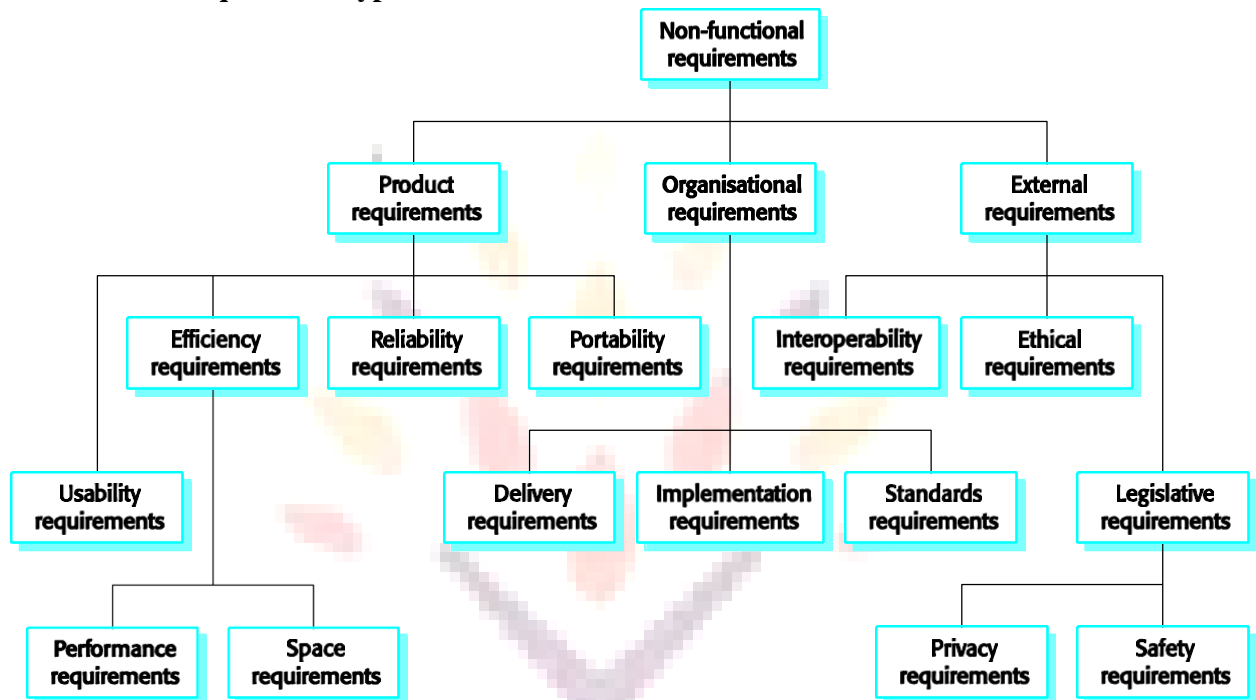 Non-functional
requirements
Product
requirements
Organisational
requirements
External
requirements
Efficiency
requirements
Reliability
requirements
Portability
requirements
Interoperability
requirements
Ethical
requirements
Usability
requirements
Delivery
requirements
Implementation
requirements
Standards
requirements
Legislative
requirements
Performance
requirements
Space
requirements
Privacy
requirements
Safety
requirements